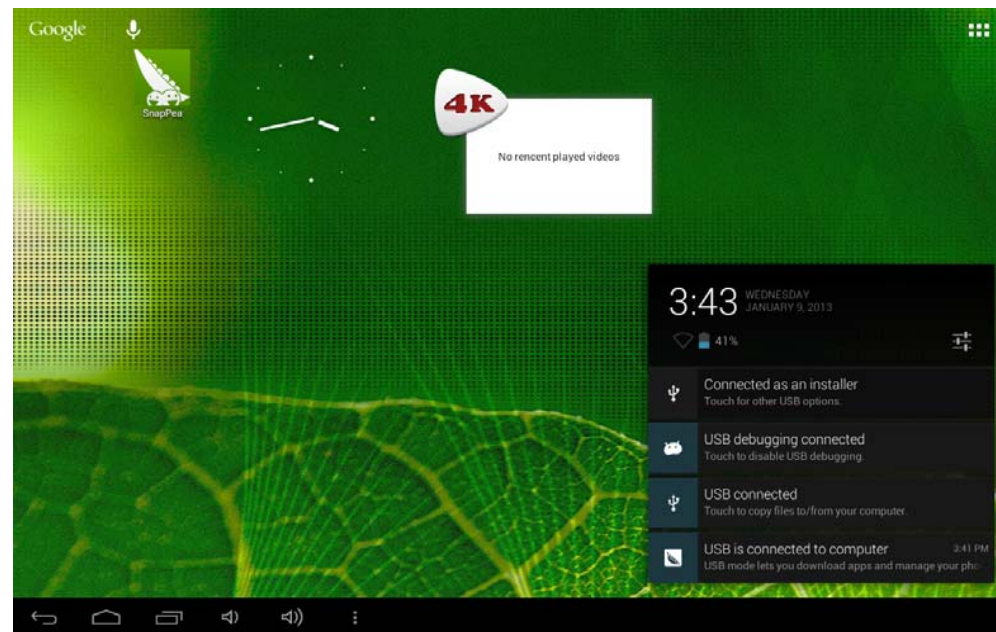 Google
SnapPea
4K
No rencent played videos
3:43
WEDNESDAY
JANUARY 9, 2013
41%
Connected as an installer
Touch for other USB options.
USB debugging connected
Touch to disable USB debugging.
USB connected
Touch to copy files to/from your computer.
USB is connected to computer
3:41 PM
USB mode lets you download apps and manage your pho